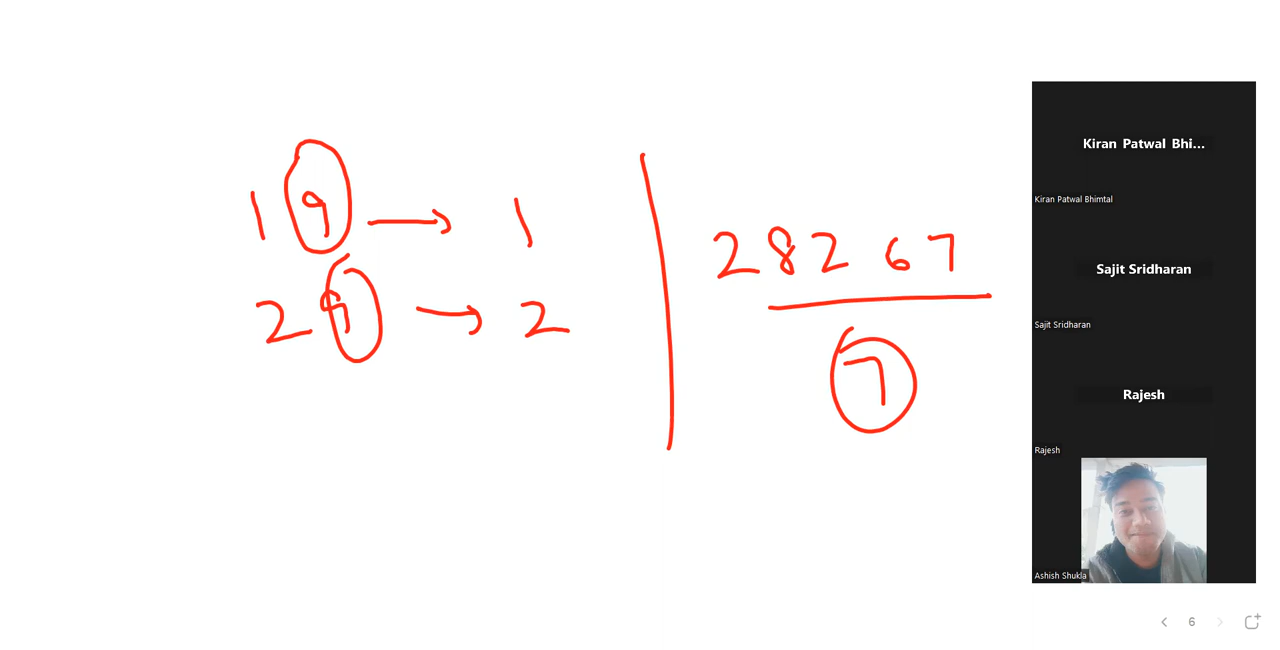 19 → 1
29 → 2
28267
7
Kiran Patwal Bhi...
Kiran Patwal Bhimtal
Sajit Sridharan
Sajit Sridharan
Rajesh
Rajesh
Ashish Shukla
6